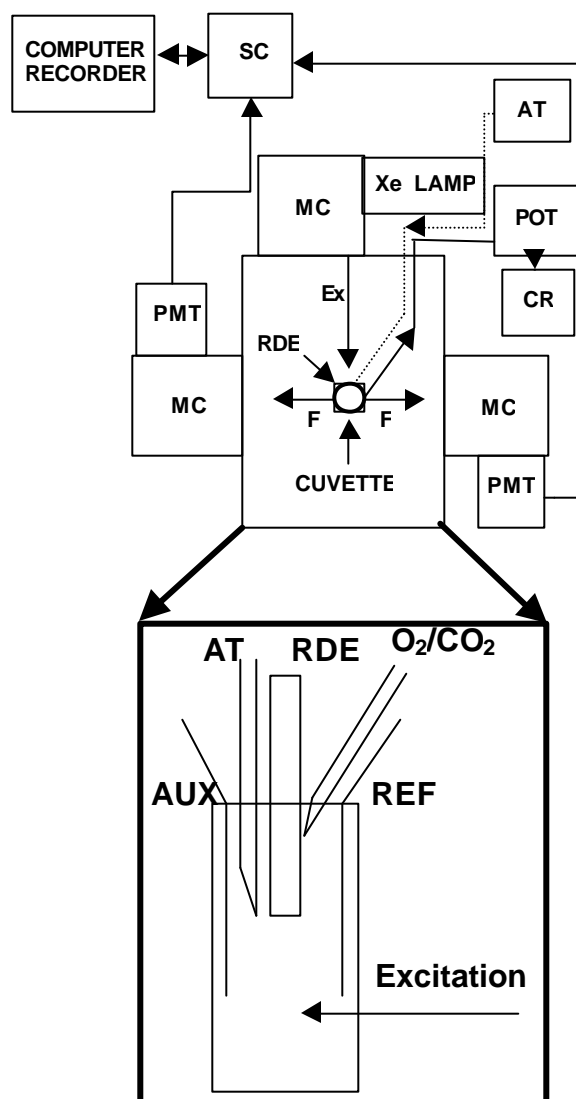 COMPUTER
RECORDER
SC
AT
Xe LAMP
MC
POT
Ex
CR
PMT
RDE
MC
MC
F
F
CUVETTE
PMT
AT
RDE
O₂/CO₂
AUX
REF
Excitation